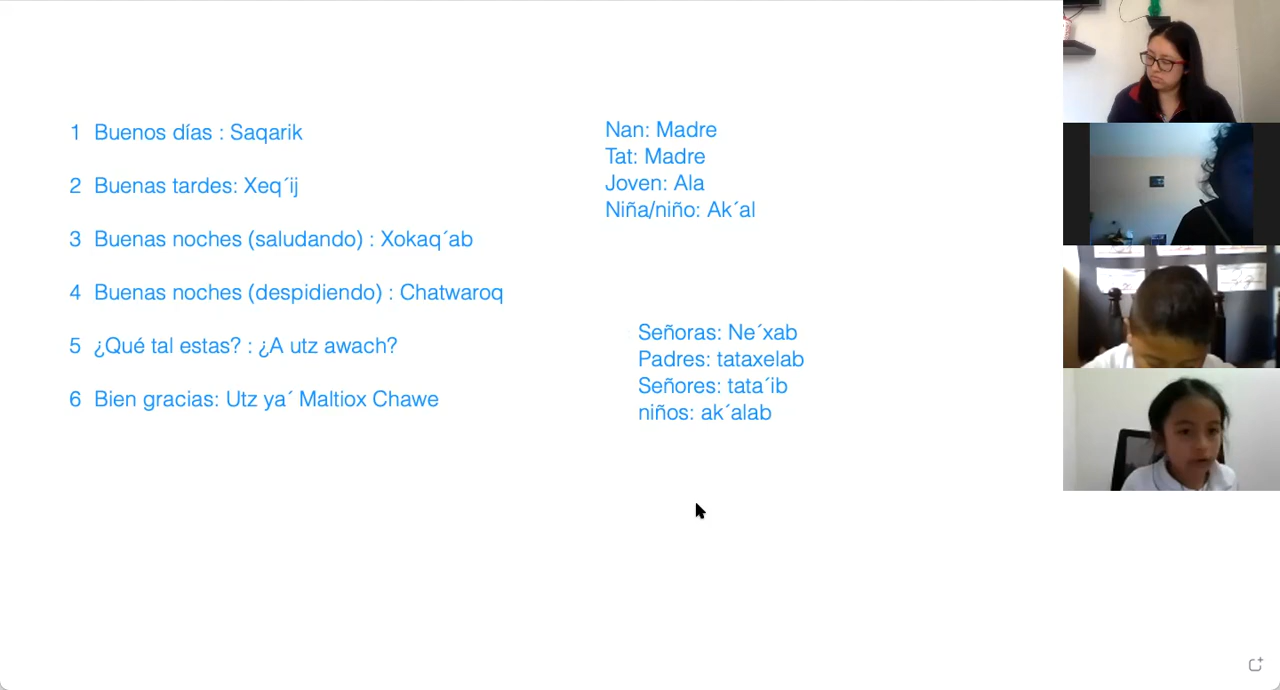 1 Buenos días : Saqarik
2 Buenas tardes: Xeq´ij
3 Buenas noches (saludando) : Xokaq´ab
4 Buenas noches (despidiendo) : Chatwaroq
5 ¿Qué tal estas? : ¿A utz awach?
6 Bien gracias: Utz ya´ Maltiox Chawe
Nan: Madre
Tat: Madre
Joven: Ala
Niña/niño: Ak´al
Señoras: Ne´xab
Padres: tataxelab
Señores: tata´ib
niños: ak´alab